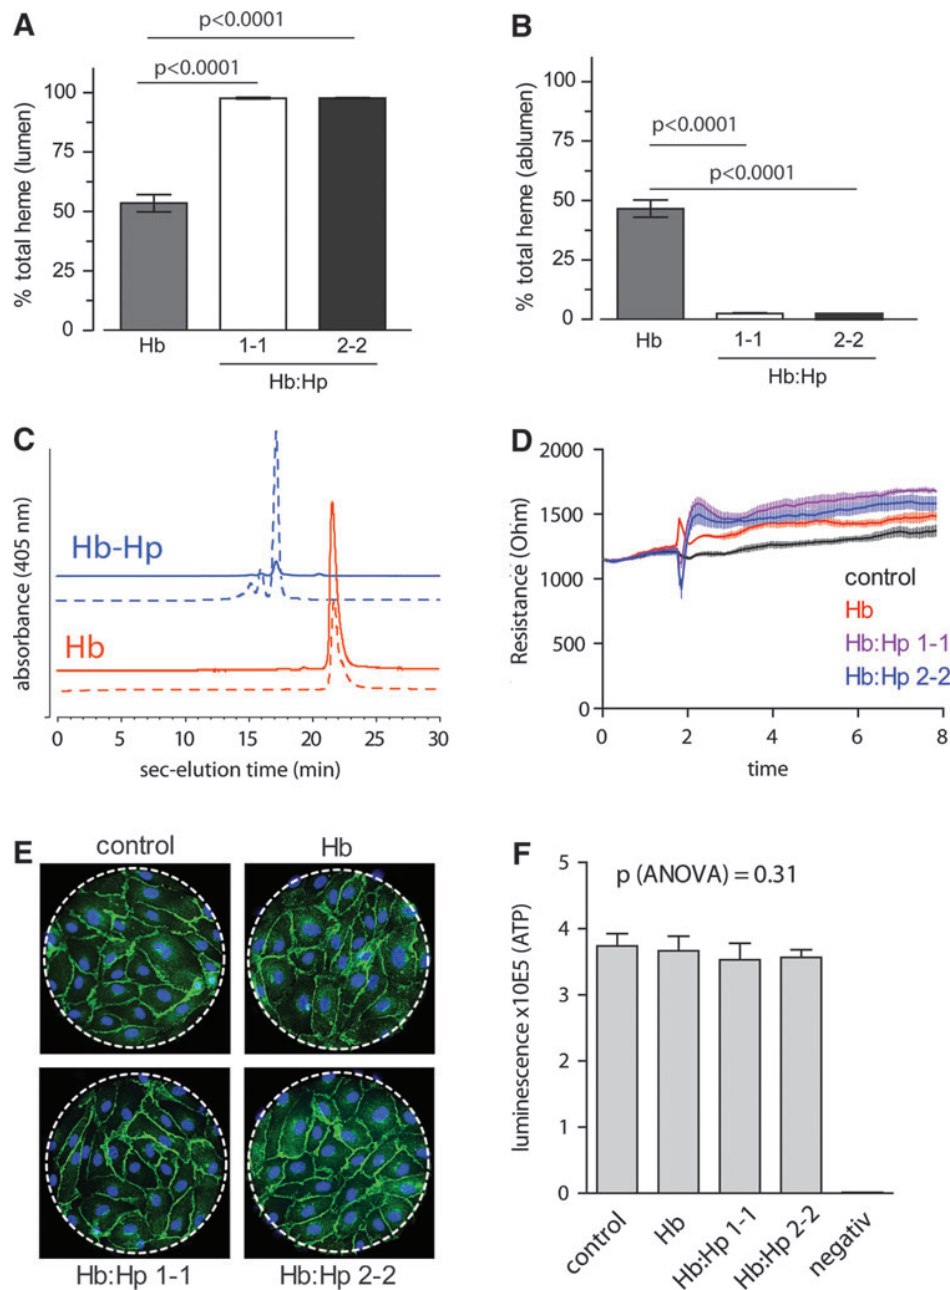 A
p<0.0001
p<0.0001
% total heme (lumen)
100
75
50
25
0
Hb
1-1
2-2
Hb:Hp
B
p<0.0001
p<0.0001
% total heme (ablumen)
100
75
50
25
0
Hb
1-1
2-2
Hb:Hp
C
Hb-Hp
Hb
absorbance (405 nm)
0
5
10
15
20
25
30
sec-elution time (min)
D
Resistance (Ohm)
2000
1500
1000
500
0
control
Hb
Hb:Hp 1-1
Hb:Hp 2-2
0
2
4
6
8
time
E
control
Hb
Hb:Hp 1-1
Hb:Hp 2-2
F
p (ANOVA) = 0.31
luminescence x10E5 (ATP)
5
4
3
2
1
0
control
Hb
Hb:Hp 1-1
Hb:Hp 2-2
negativ